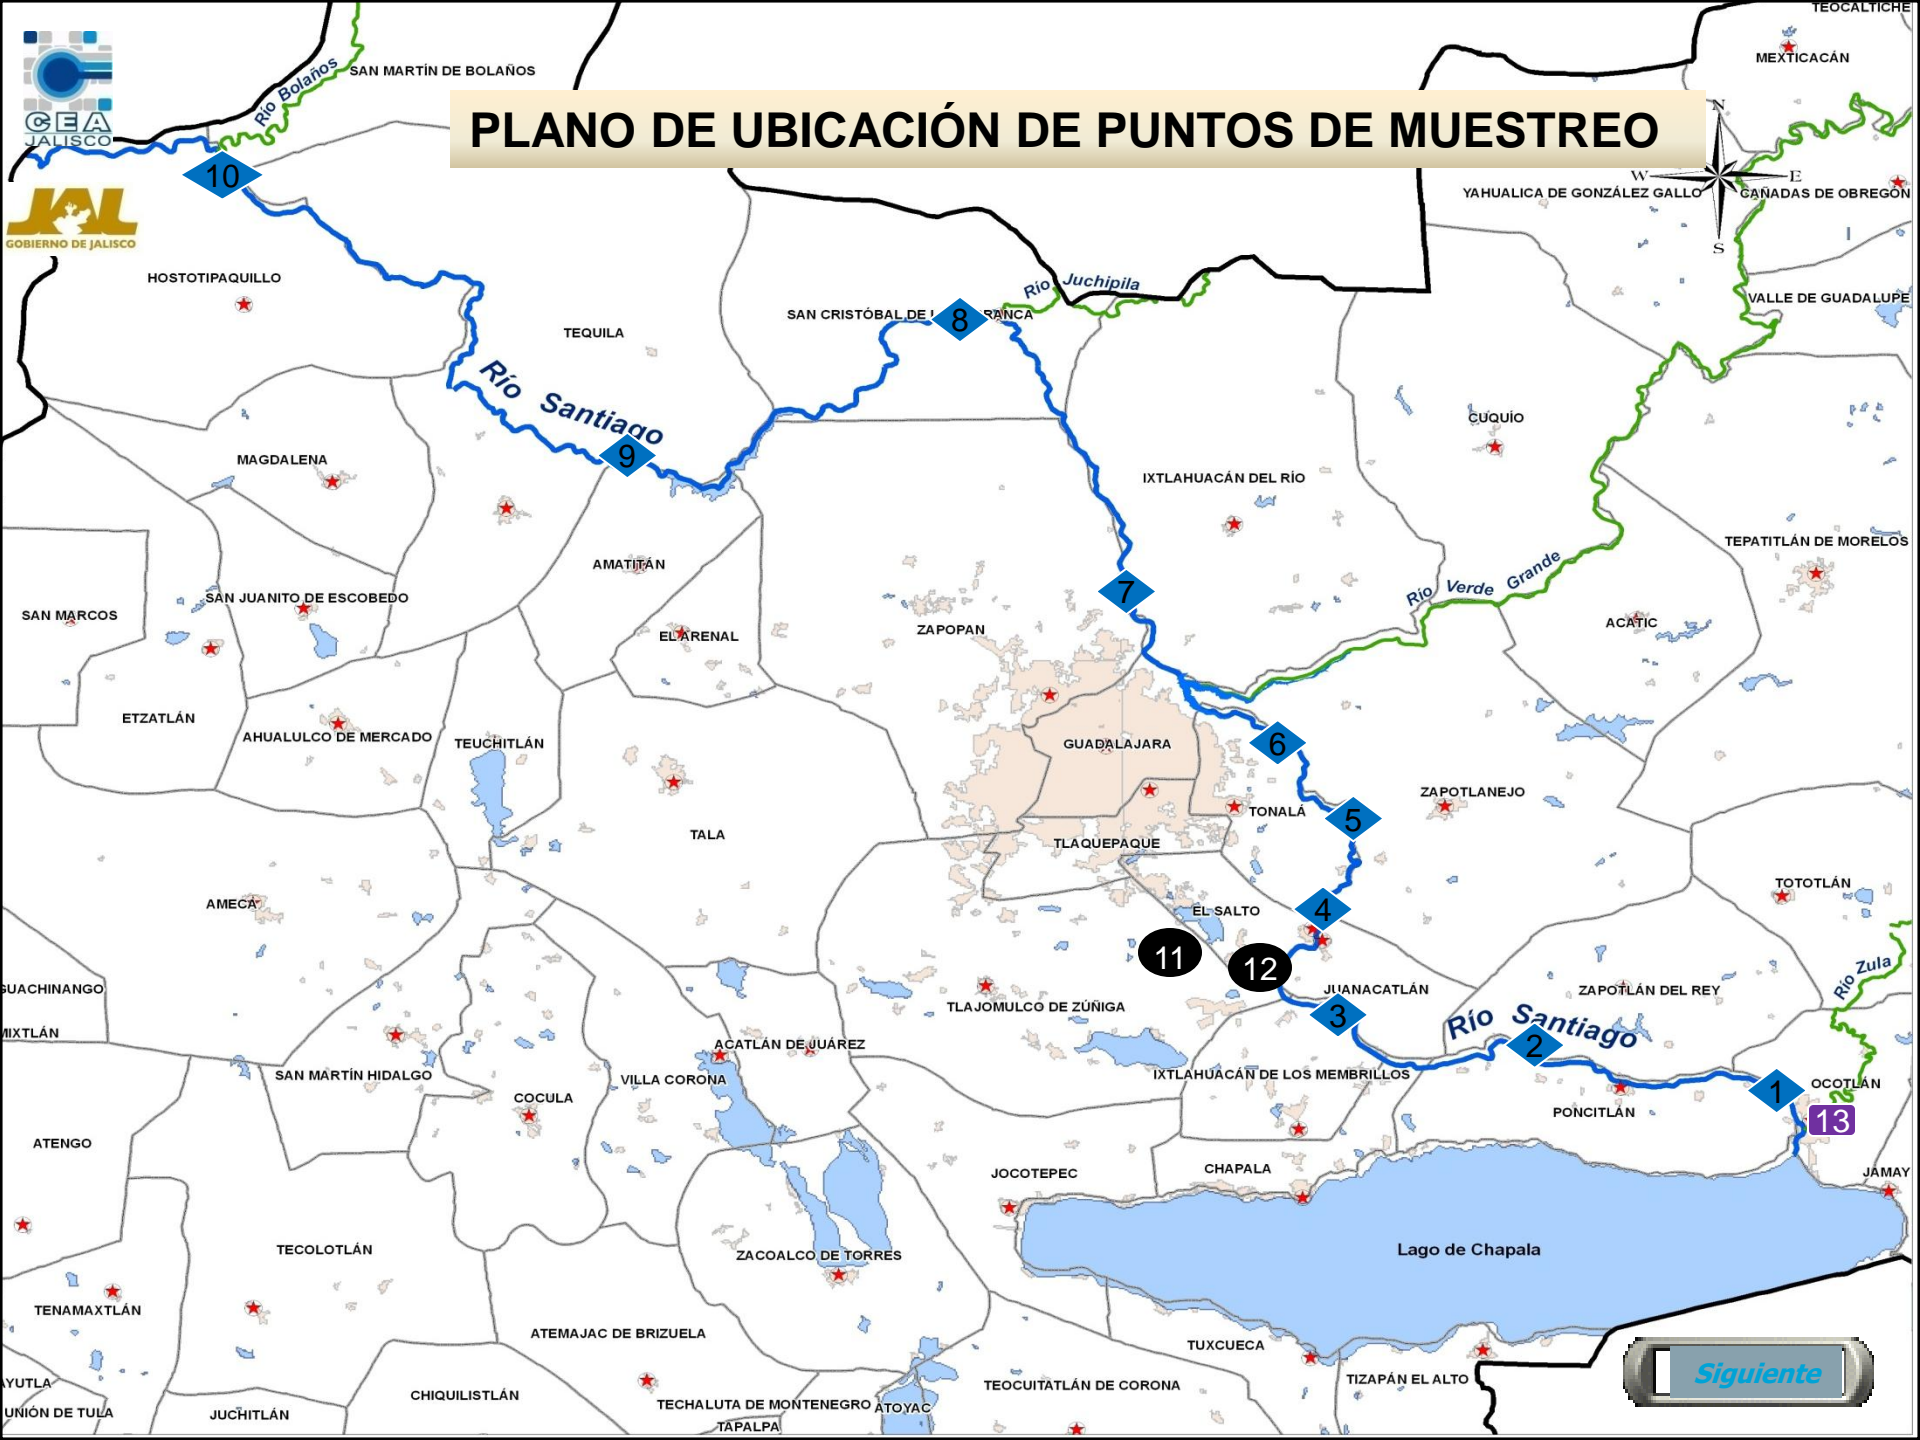 TEOCALTICHE
MEXTICACÁN
SAN MARTÍN DE BOLAÑOS
Río Bolaños
CEA
JALISCO
PLANO DE UBICACIÓN DE PUNTOS DE MUESTREO
N
W
E
S
YAHUALICA DE GONZÁLEZ GALLO
CAÑADAS DE OBREGÓN
10
JAL
GOBIERNO DE JALISCO
HOSTOTIPAQUILLO
Río Juchipila
VALLE DE GUADALUPE
SAN CRISTÓBAL DE L
RANCA
8
TEQUILA
Río Santiago
9
CUQUÍO
MAGDALENA
IXTLAHUACÁN DEL RÍO
TEPATITLÁN DE MORELOS
AMATITÁN
7
Río Verde Grande
SAN JUANITO DE ESCOBEDO
SAN MARCOS
EL ARENAL
ZAPOPAN
ACATIC
ETZATLÁN
AHUALULCO DE MERCADO
TEUCHITLÁN
GUADALAJARA
6
ZAPOTLANEJO
TONALÁ
5
TALA
TLAQUEPAQUE
TOTOTLÁN
AMECA
EL SALTO
4
11
12
Río Zula
GUACHINANGO
JUANACATLÁN
ZAPOTLÁN DEL REY
TLAJOMULCO DE ZÚÑIGA
3
Río Santiago
MIXTLÁN
2
ACATLÁN DE JUÁREZ
SAN MARTÍN HIDALGO
VILLA CORONA
IXTLAHUACÁN DE LOS MEMBRILLOS
1
OCOTLÁN
COCULA
PONCITLÁN
13
ATENGO
JOCOTEPEC
CHAPALA
JAMAY
TECOLOTLÁN
ZACOALCO DE TORRES
Lago de Chapala
TENAMAXTLÁN
ATEMAJAC DE BRIZUELA
TUXCUECA
TIZAPÁN EL ALTO
Siguiente
AYUTLA
CHIQUILISTLÁN
TEOCUITATLÁN DE CORONA
UNIÓN DE TULA
JUCHITLÁN
TECHALUTA DE MONTENEGRO
ATOYAC
TAPALPA